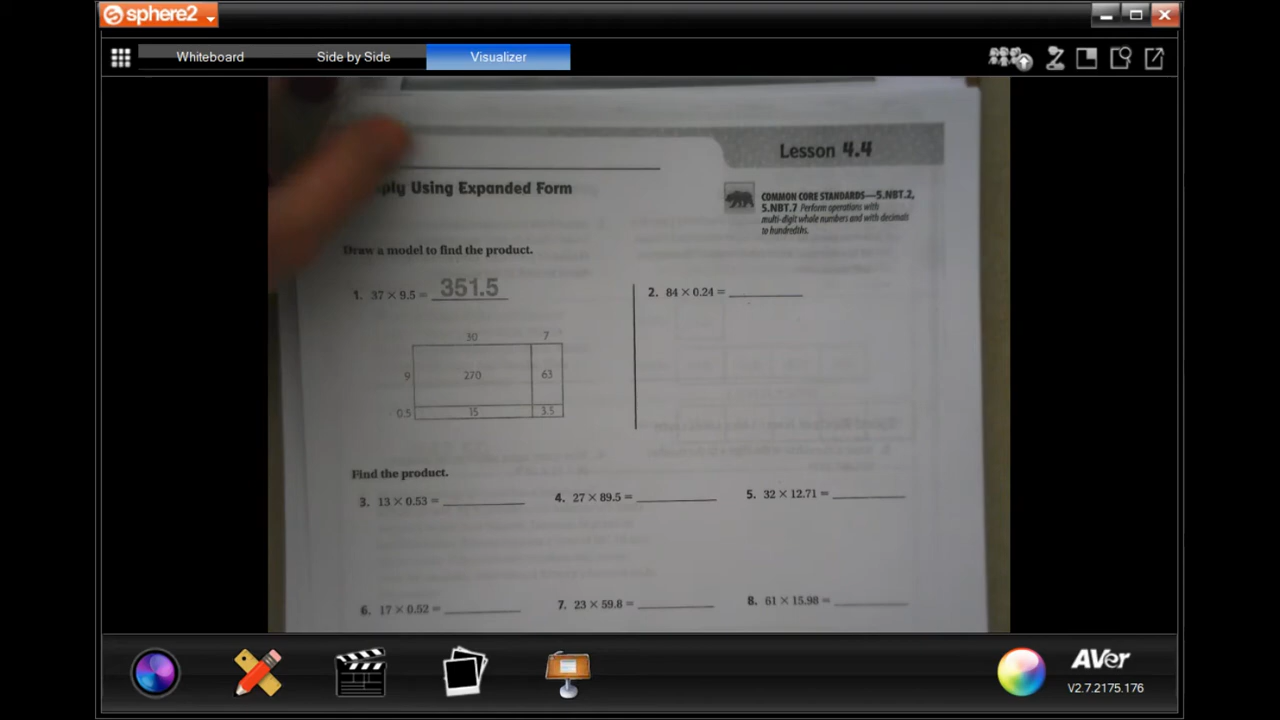 sphere2
Whiteboard
Side by Side
Visualizer
Lesson 4.4
Using Expanded Form
COMMON CORE STANDARDS—5.NBT.2,
5.NBT.7 Perform operations with
multi-digit whole numbers and with decimals
to hundredths.
Draw a model to find the product.
1. 37 × 9.5 = 351.5
30 7
9 270 63
0.5 15 3.5
2. 84 × 0.24 =
Find the product.
3. 13 × 0.53 =
4. 27 × 89.5 =
5. 32 × 12.71 =
6. 17 × 0.52 =
7. 23 × 59.8 =
8. 61 × 15.98 =
AVer
V2.7.2175.176